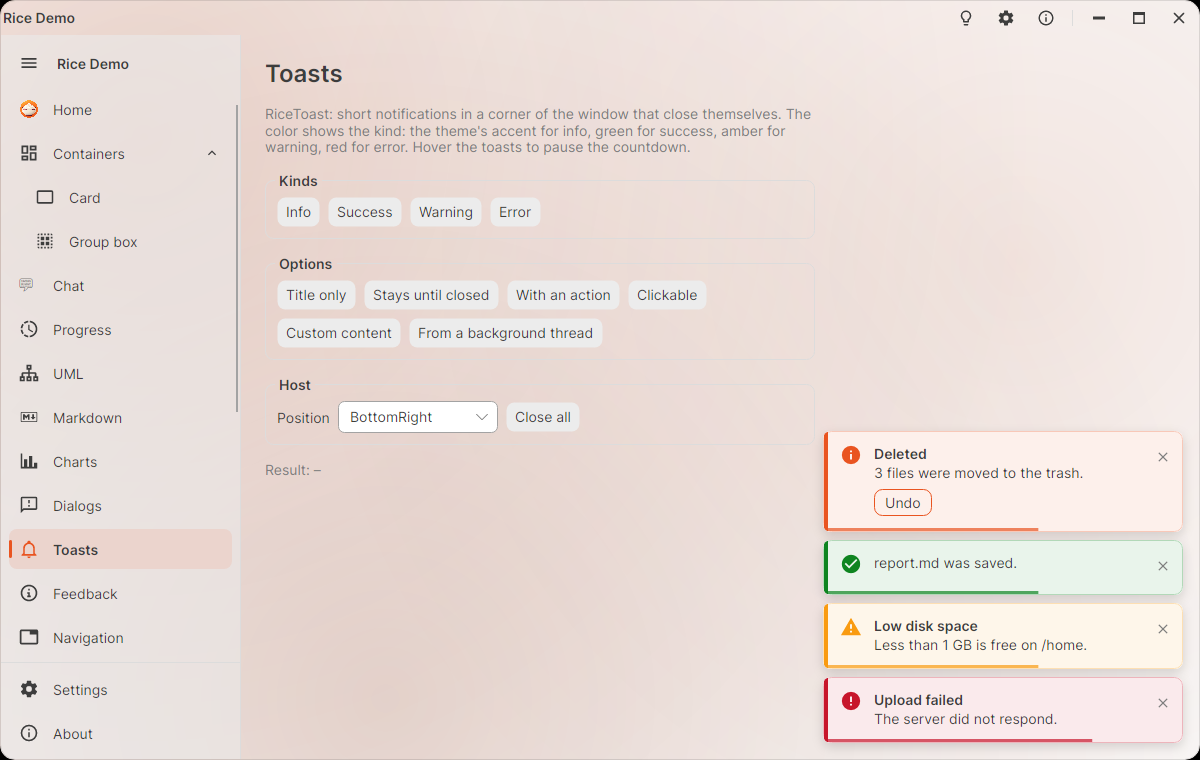 Rice Demo
Rice Demo
Home
Containers
Card
Group box
Chat
Progress
UML
Markdown
Charts
Dialogs
Toasts
Feedback
Navigation
Settings
About
Toasts
RiceToast: short notifications in a corner of the window that close themselves. The
color shows the kind: the theme's accent for info, green for success, amber for
warning, red for error. Hover the toasts to pause the countdown.
Kinds
Info Success Warning Error
Options
Title only Stays until closed With an action Clickable
Custom content From a background thread
Host
Position BottomRight Close all
Result: –
Deleted
3 files were moved to the trash.
Undo
report.md was saved.
Low disk space
Less than 1 GB is free on /home.
Upload failed
The server did not respond.